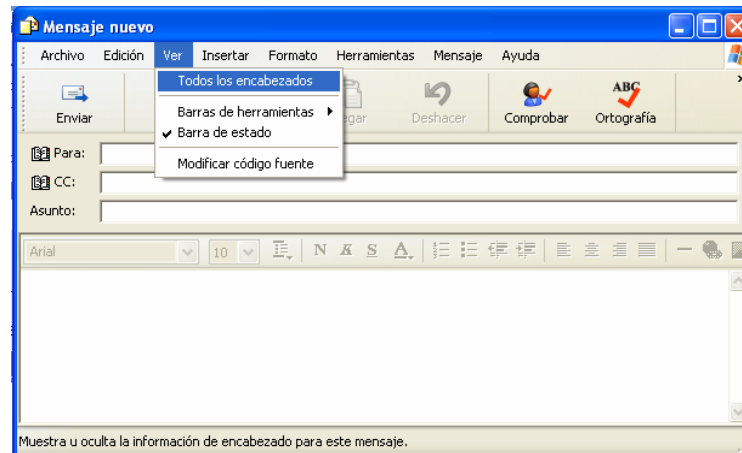 Mensaje nuevo
Archivo Edición Ver Insertar Formato Herramientas Mensaje Ayuda
Todos los encabezados
Barras de herramientas
Barra de estado
Modificar código fuente
Enviar egar Deshacer Comprobar Ortografía
ABC
Para:
CC:
Asunto:
Arial 10 N K S A
Muestra u oculta la información de encabezado para este mensaje.